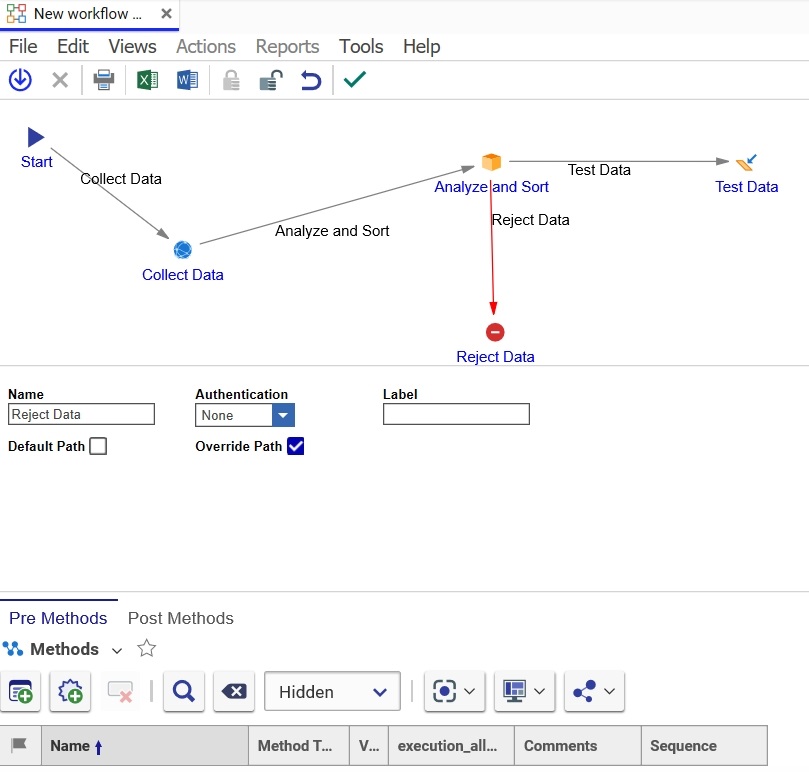 New workflow ...
File Edit Views Actions Reports Tools Help
Start
Collect Data
Collect Data
Analyze and Sort
Analyze and Sort
Test Data
Test Data
Reject Data
Reject Data
Name Authentication Label
Reject Data None
Default Path Override Path
Pre Methods Post Methods
Methods
Hidden
Name Method T... V... execution_all... Comments Sequence